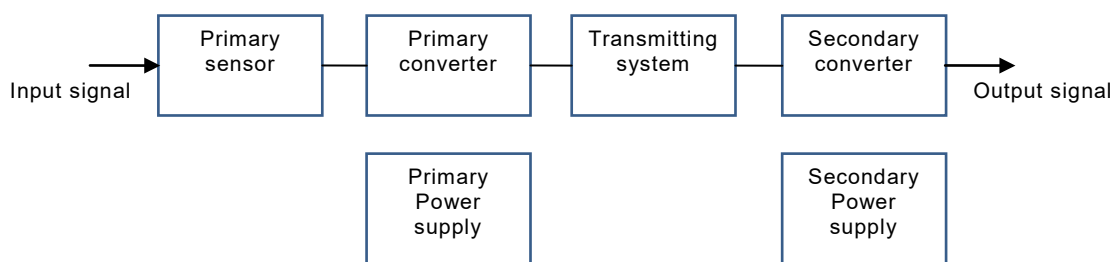 Primary
sensor
Primary
converter
Transmitting
system
Secondary
converter
Input signal
Output signal
Primary
Power
supply
Secondary
Power
supply